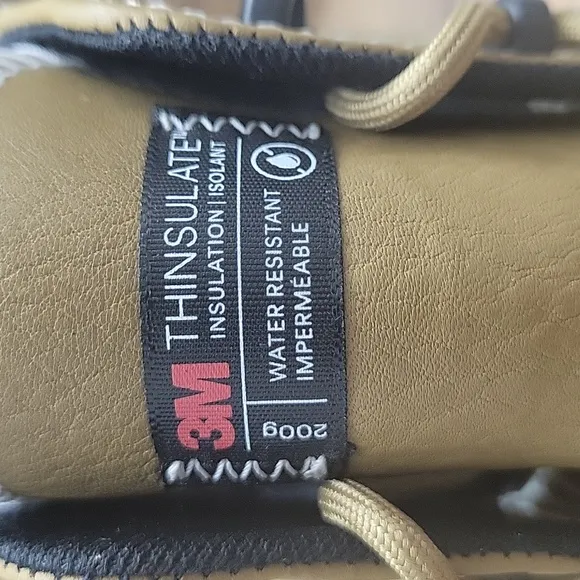 3M THINSULATE™
INSULATION | ISOLANT
200g
WATER RESISTANT
IMPERMÉABLE